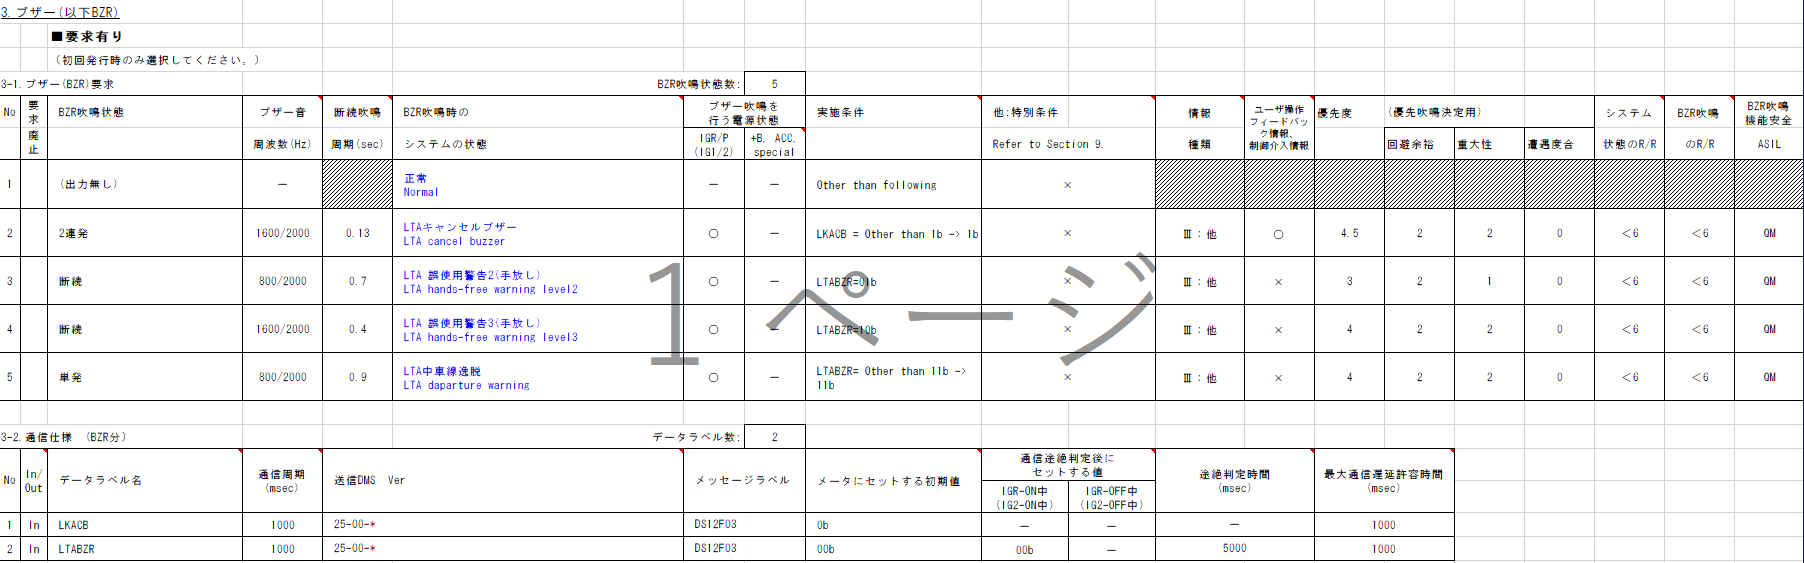 3. ブザー(以下BZR)
■要求有り
（初回発行時のみ選択してください。）
3-1. ブザー(BZR)要求 BZR吹鳴状態数: 5
No 要求 廃止 BZR吹鳴状態 ブザー音 周波数(Hz) 断続吹鳴 周期(sec) BZR吹鳴時の システムの状態 ブザー吹鳴を 行う電源状態 IGR/P (IG1/2) +B, ACC, special 実施条件 他:特別条件 Refer to Section 9. 情報 種類 ユーザ操作 フィードバック情報、 制御介入情報 優先度 (優先吹鳴決定用) 回避余裕 重大性 遭遇度合 システム 状態のR/R BZR吹鳴 のR/R BZR吹鳴 機能安全 ASIL
1 (出力無し) － 正常 － － Other than following ×
Normal
2 2連発 1600/2000 0.13 LTAキャンセルブザー ○ － LKACB = Other than 1b -> 1b × Ⅲ：他 ○ 4.5 2 2 0 ＜6 ＜6 QM
LTA cancel buzzer
3 断続 800/2000 0.7 LTA 誤使用警告2(手放し) ○ － LTABZR=01b × Ⅲ：他 × 3 2 1 0 ＜6 ＜6 QM
LTA hands-free warning level2
4 断続 1600/2000 0.4 LTA 誤使用警告3(手放し) ○ － LTABZR=10b × Ⅲ：他 × 4 2 2 0 ＜6 ＜6 QM
LTA hands-free warning level3
5 単発 800/2000 0.9 LTA中車線逸脱 ○ － LTABZR= Other than 11b -> × Ⅲ：他 × 4 2 2 0 ＜6 ＜6 QM
LTA daparture warning 11b
1 ページ
3-2. 通信仕様　(BZR分) データラベル数: 2
No In/Out データラベル名 通信周期 (msec) 送信DMS　Ver メッセージラベル メータにセットする初期値 通信途絶判定後に セットする値 IGR-ON中 (IG2-ON中) IGR-OFF中 (IG2-OFF中) 途絶判定時間 (msec) 最大通信遅延許容時間 (msec)
1 In LKACB 1000 25-00-* DS12F03 0b － － － 1000
2 In LTABZR 1000 25-00-* DS12F03 00b 00b － 5000 1000